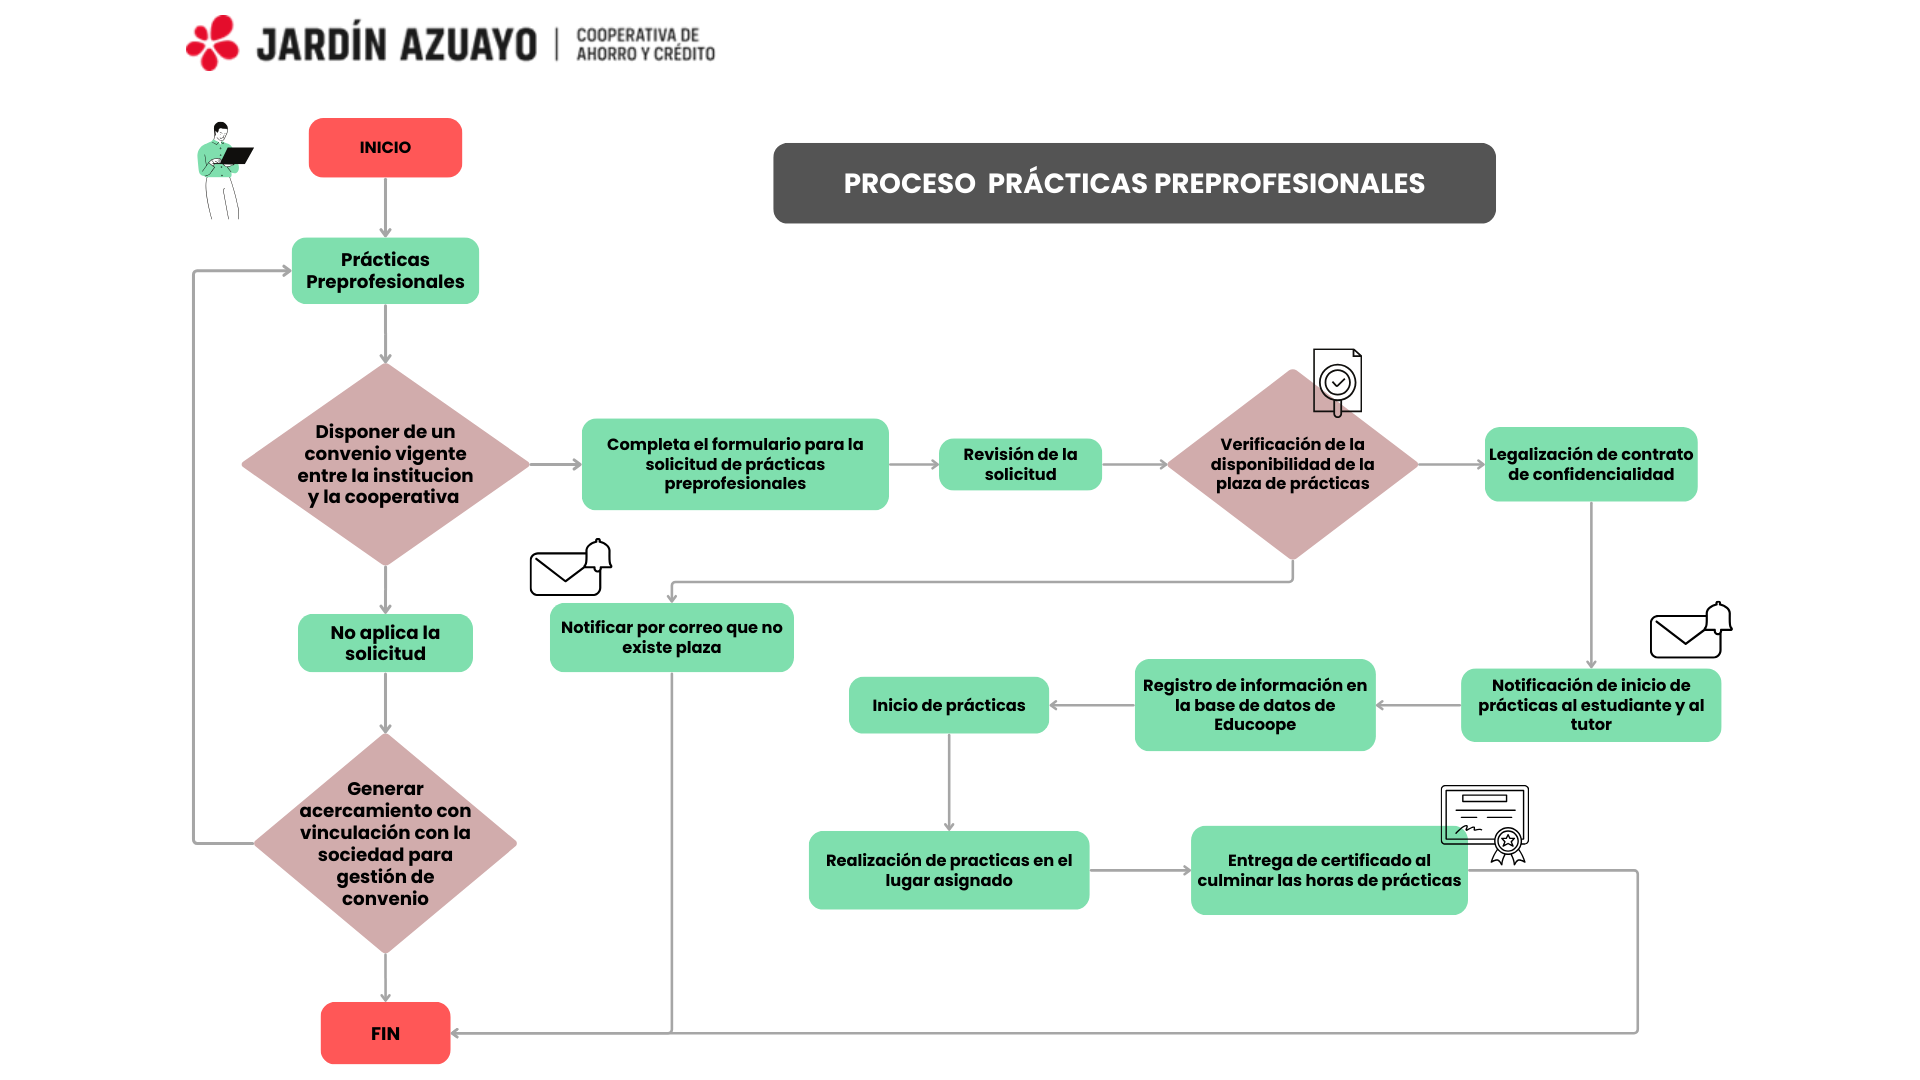 JARDÍN AZUAYO
COOPERATIVA DE
AHORRO Y CRÉDITO
INICIO
PROCESO  PRÁCTICAS PREPROFESIONALES
Prácticas
Preprofesionales
Disponer de un
convenio vigente
entre la institucion
y la cooperativa
Completa el formulario para la
solicitud de prácticas
preprofesionales
Revisión de la
solicitud
Verificación de la
disponibilidad de la
plaza de prácticas
Legalización de contrato
de confidencialidad
No aplica la
solicitud
Notificar por correo que no
existe plaza
Inicio de prácticas
Registro de información en
la base de datos de
Educoope
Notificación de inicio de
prácticas al estudiante y al
tutor
Generar
acercamiento con
vinculación con la
sociedad para
gestión de
convenio
Realización de practicas en el
lugar asignado
Entrega de certificado al
culminar las horas de prácticas
FIN